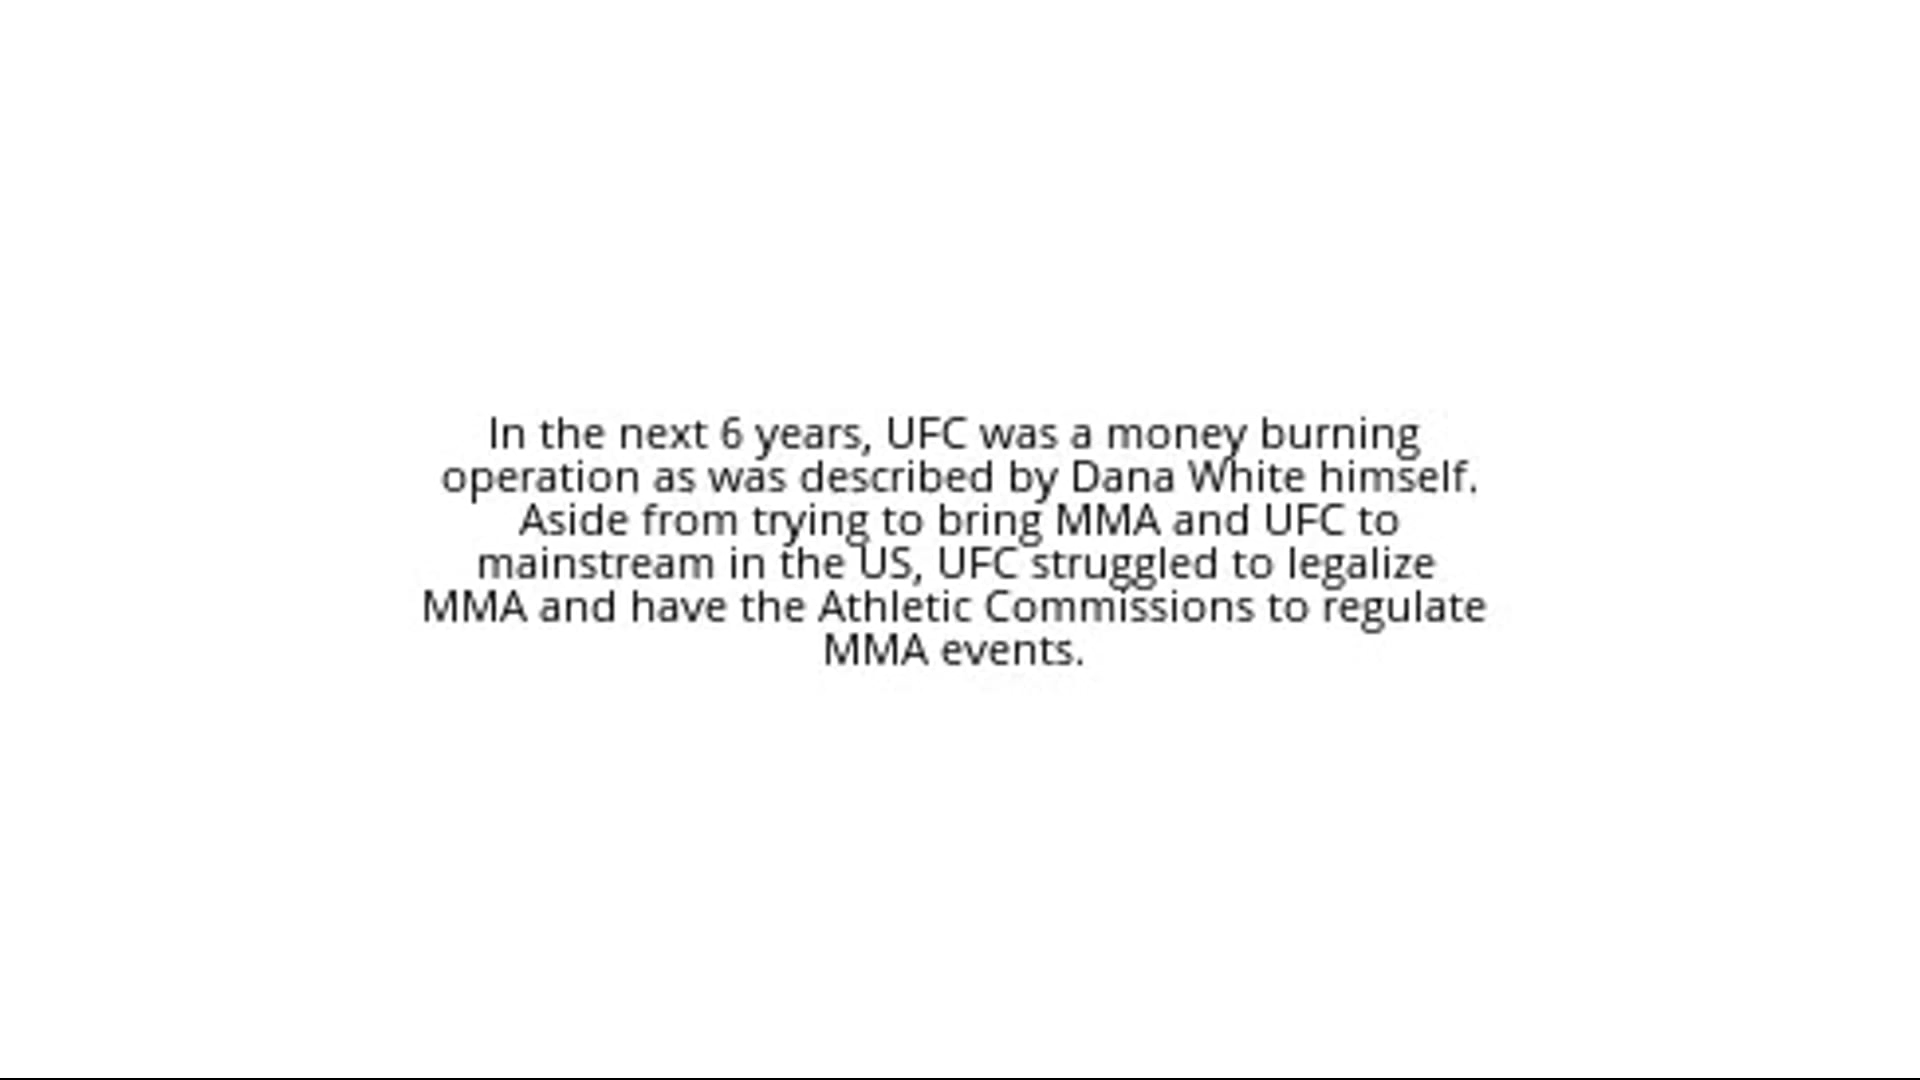 In the next 6 years, UFC was a money burning
operation as was described by Dana White himself.
Aside from trying to bring MMA and UFC to
mainstream in the US, UFC struggled to legalize
MMA and have the Athletic Commissions to regulate
MMA events.